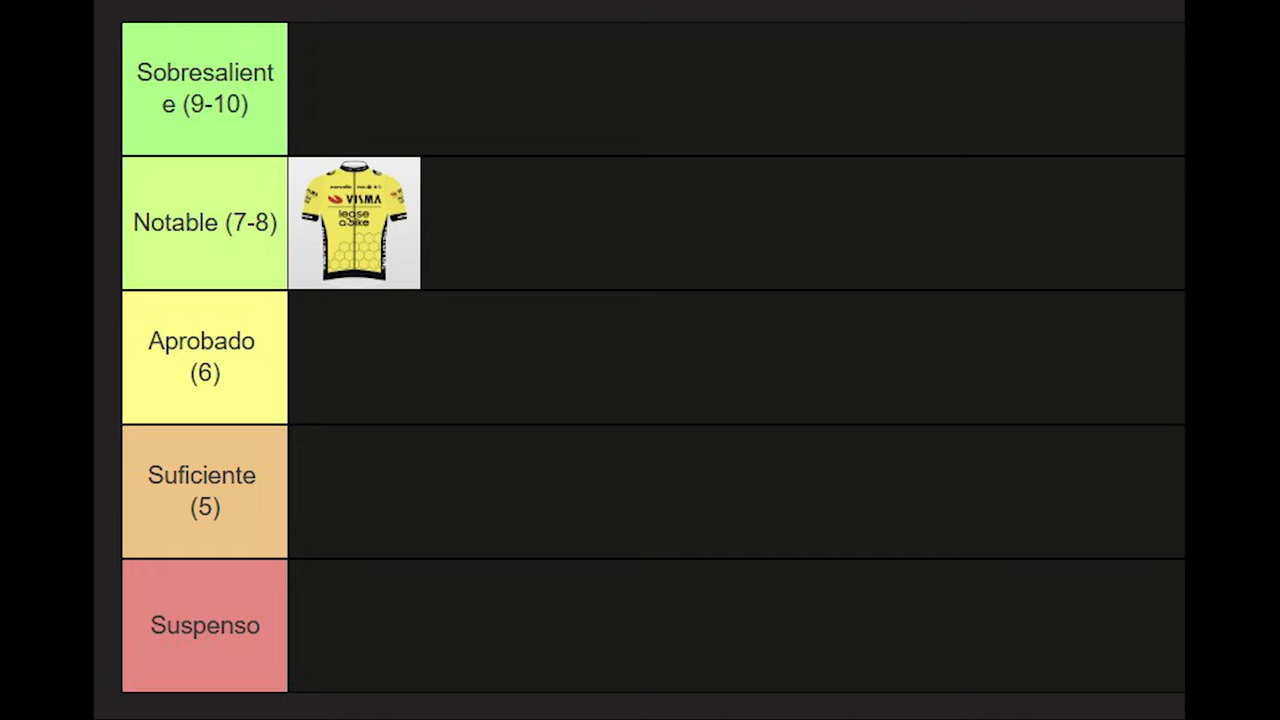 Sobresalient
e (9-10)
Notable (7-8)
VISMA
lease
a bike
Aprobado
(6)
Suficiente
(5)
Suspenso